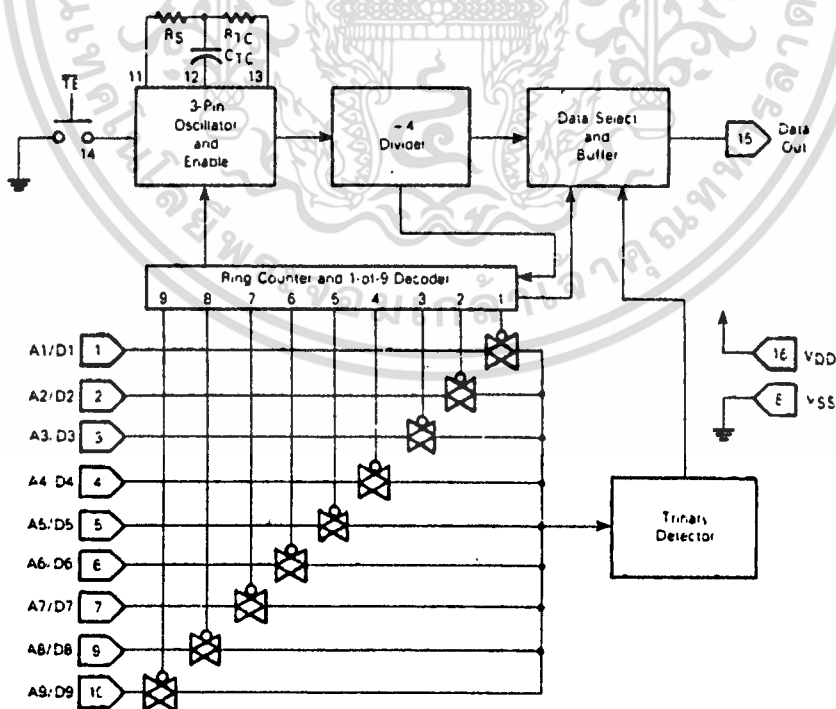 RS RTC
CTC
11 12 13
TE
14
3-Pin
Oscillator
and
Enable
÷4
Divider
Data Select
and
Buffer
15
Data
Out
Ring Counter and 1-of-9 Decoder
9 8 7 6 5 4 3 2 1
A1/D1 1
A2/D2 2
A3/D3 3
A4/D4 4
A5/D5 5
A6/D6 6
A7/D7 7
A8/D8 9
A9/D9 10
16 VDD
8 VSS
Trinary
Detector